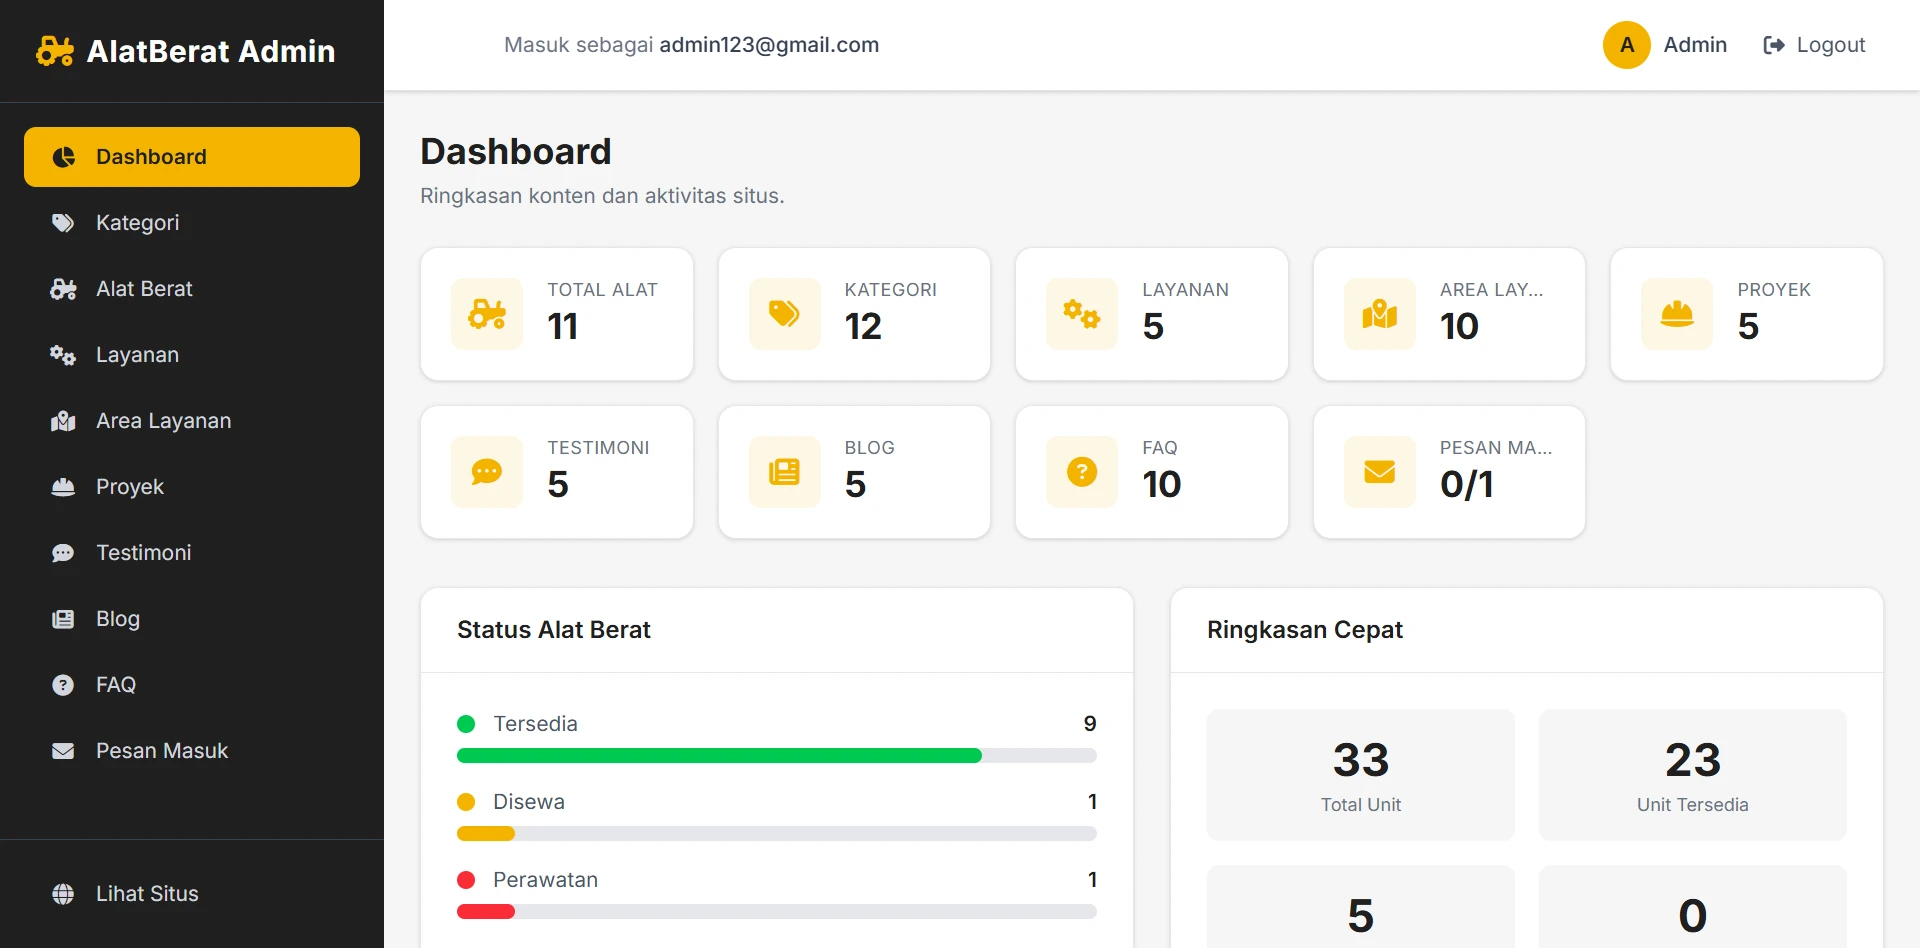 AlatBerat Admin
Dashboard
Kategori
Alat Berat
Layanan
Area Layanan
Proyek
Testimoni
Blog
FAQ
Pesan Masuk
Lihat Situs
Masuk sebagai admin123@gmail.com
A
Admin
Logout
Dashboard
Ringkasan konten dan aktivitas situs.
TOTAL ALAT
11
KATEGORI
12
LAYANAN
5
AREA LAY...
10
PROYEK
5
TESTIMONI
5
BLOG
5
FAQ
10
PESAN MA...
0/1
Status Alat Berat
Tersedia 9
Disewa 1
Perawatan 1
Ringkasan Cepat
33
Total Unit
23
Unit Tersedia
5
0